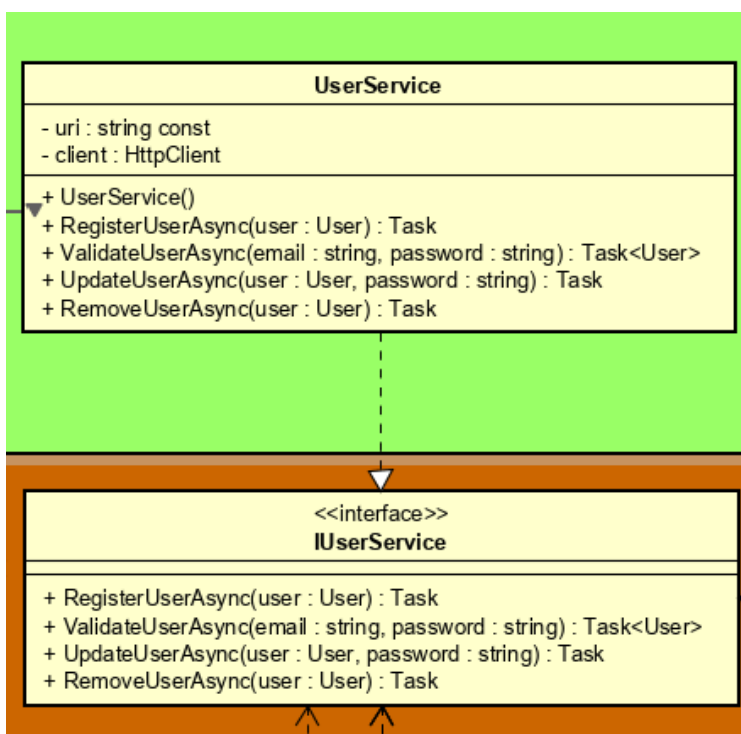 UserService
- uri : string const
- client : HttpClient
+ UserService()
+ RegisterUserAsync(user : User) : Task
+ ValidateUserAsync(email : string, password : string) : Task<User>
+ UpdateUserAsync(user : User, password : string) : Task
+ RemoveUserAsync(user : User) : Task
<<interface>>
IUserService
+ RegisterUserAsync(user : User) : Task
+ ValidateUserAsync(email : string, password : string) : Task<User>
+ UpdateUserAsync(user : User, password : string) : Task
+ RemoveUserAsync(user : User) : Task